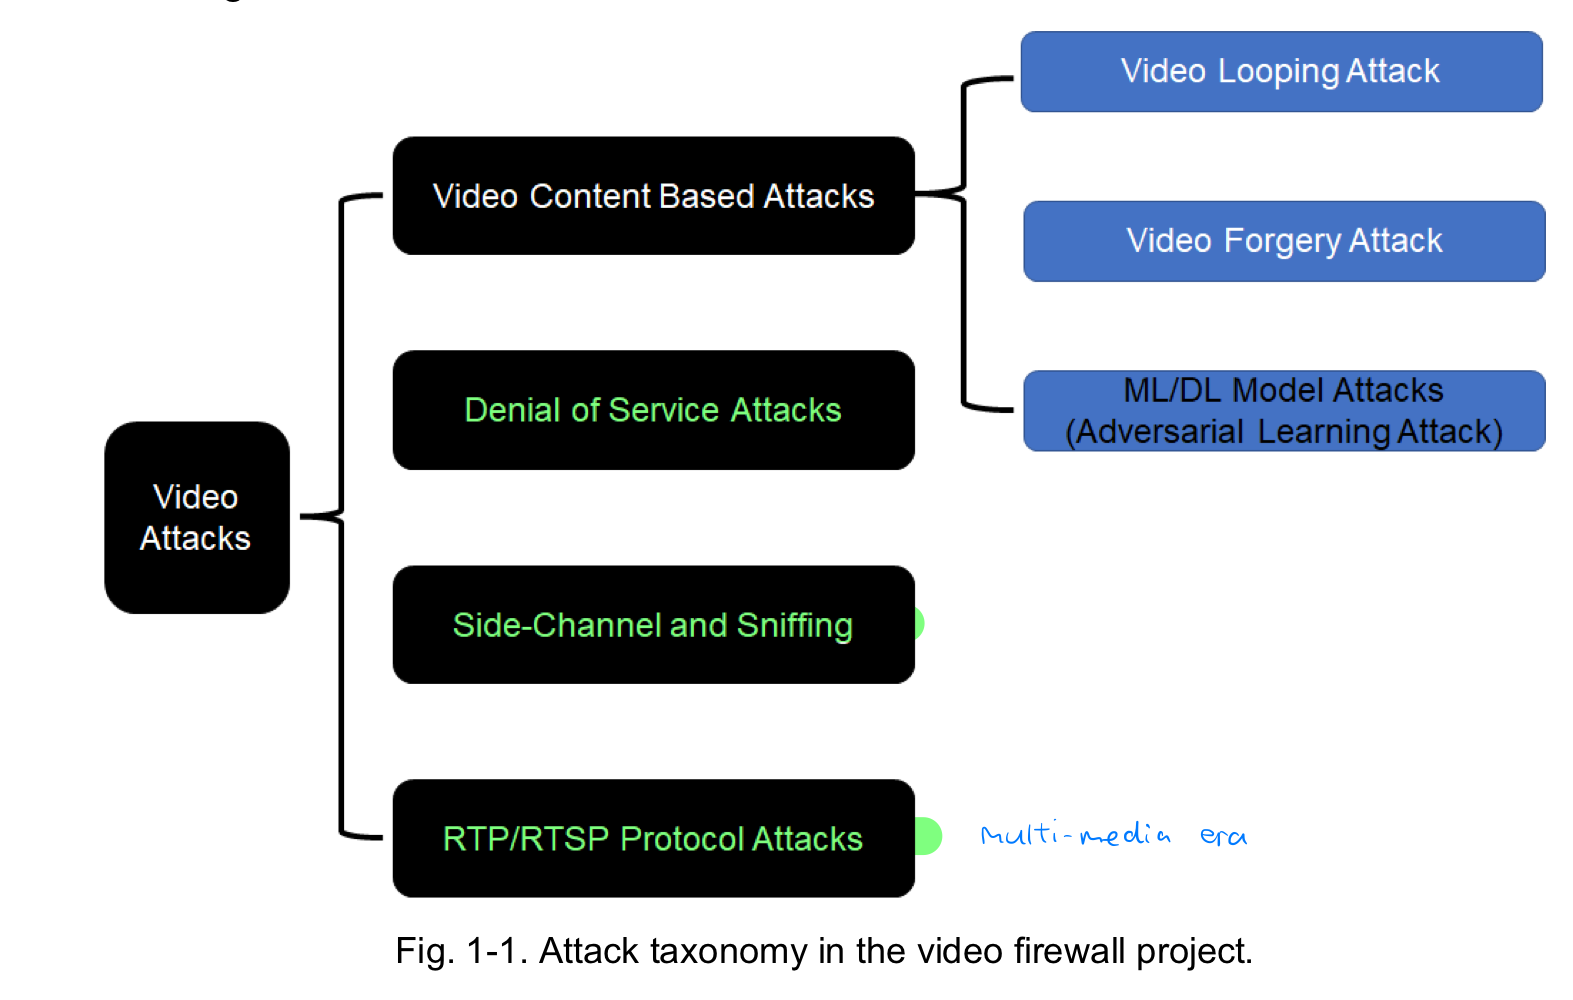 Video Looping Attack
Video Content Based Attacks
Video Forgery Attack
ML/DL Model Attacks
(Adversarial Learning Attack)
Denial of Service Attacks
Video
Attacks
Side-Channel and Sniffing
RTP/RTSP Protocol Attacks
multi-media era
Fig. 1-1. Attack taxonomy in the video firewall project.